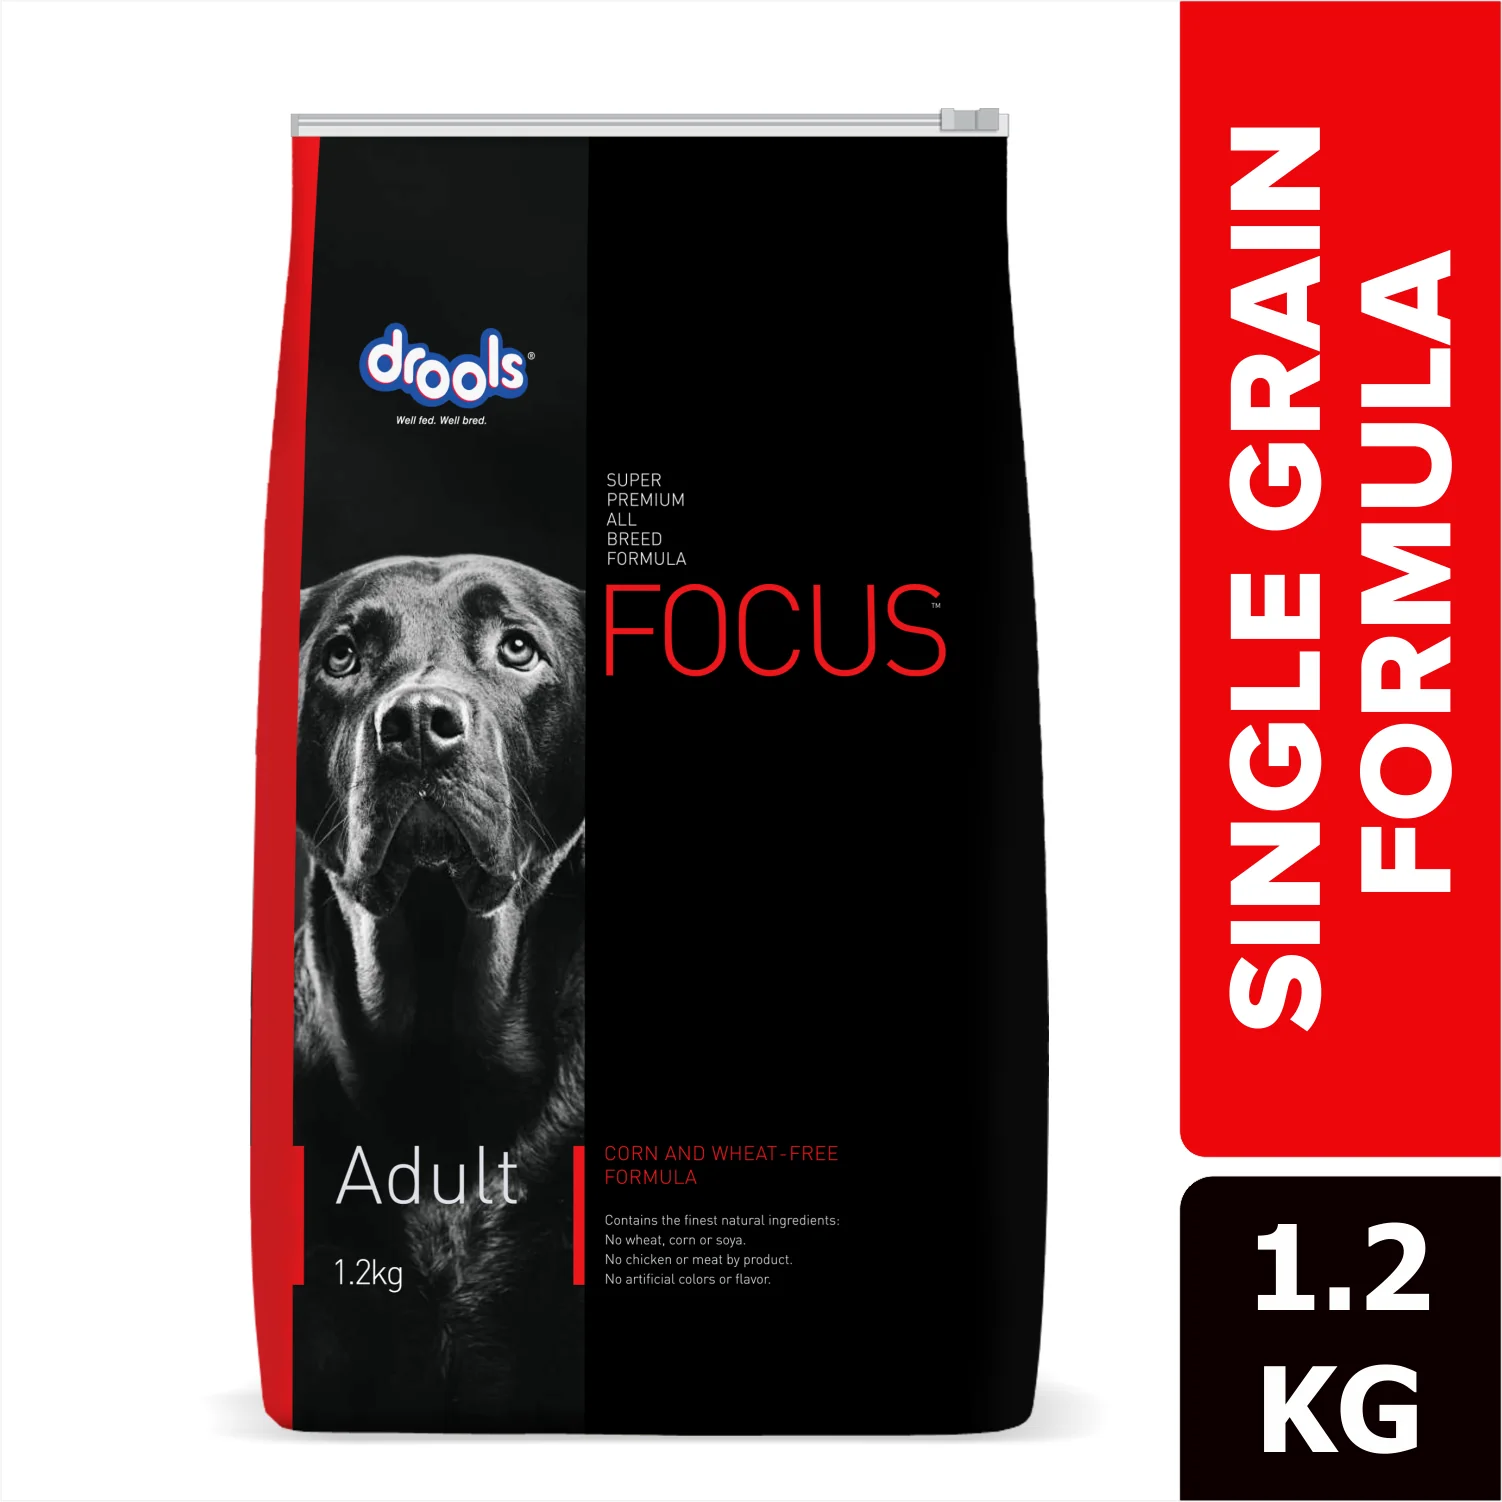 drools®
Well fed. Well bred.
SUPER
PREMIUM
ALL
BREED
FORMULA
FOCUS™
Adult
1.2kg
CORN AND WHEAT-FREE
FORMULA
Contains the finest natural ingredients:
No wheat, corn or soya.
No chicken or meat by product.
No artificial colors or flavor.
SINGLE GRAIN
FORMULA
1.2
KG